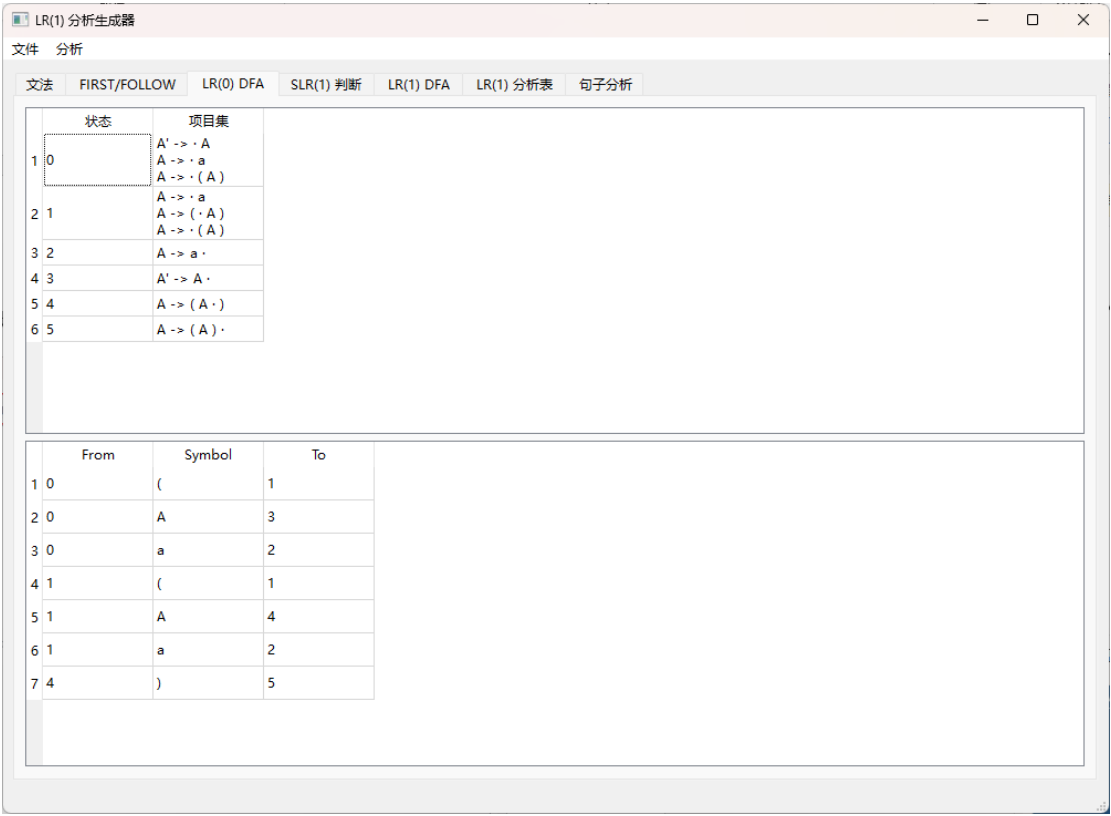 LR(1) 分析生成器
文件 分析
文法 FIRST/FOLLOW LR(0) DFA SLR(1) 判断 LR(1) DFA LR(1) 分析表 句子分析
状态 项目集
1 0 A' -> · A
A -> · a
A -> · ( A )
2 1 A -> · a
A -> ( · A )
A -> · ( A )
3 2 A -> a ·
4 3 A' -> A ·
5 4 A -> ( A · )
6 5 A -> ( A ) ·
From Symbol To
1 0 ( 1
2 0 A 3
3 0 a 2
4 1 ( 1
5 1 A 4
6 1 a 2
7 4 ) 5